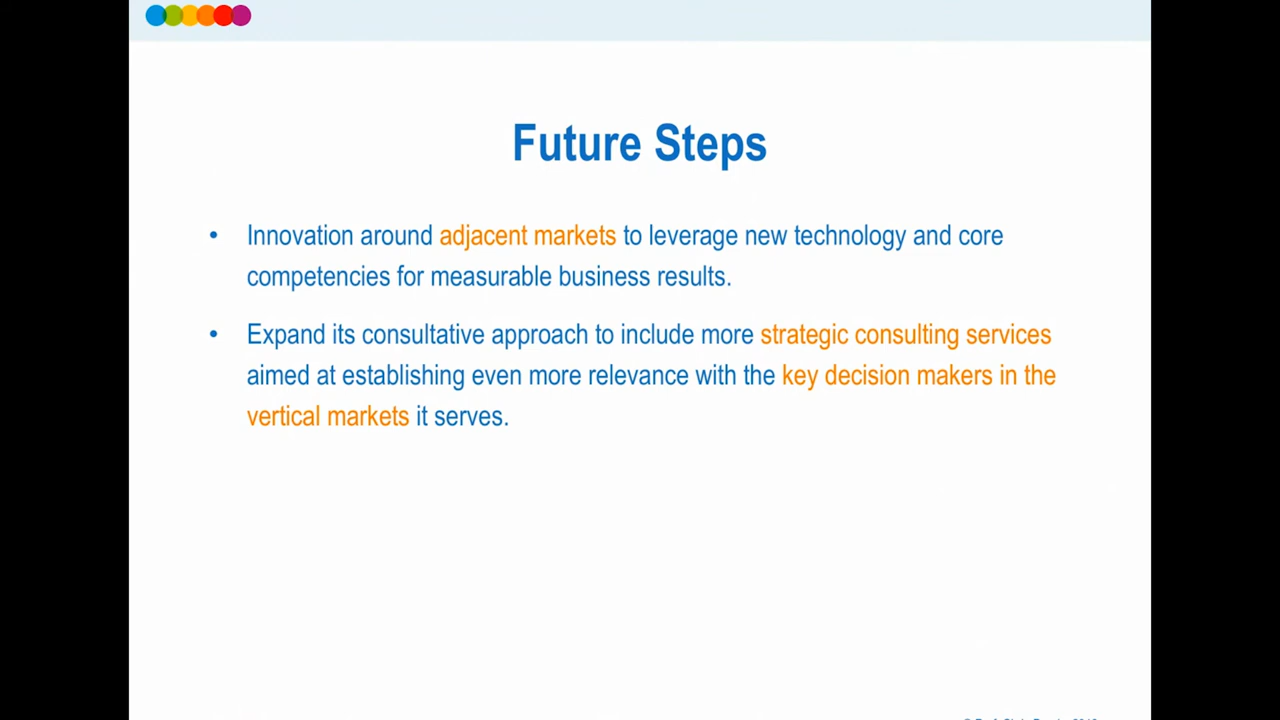 Future Steps
• Innovation around adjacent markets to leverage new technology and core
competencies for measurable business results.
• Expand its consultative approach to include more strategic consulting services
aimed at establishing even more relevance with the key decision makers in the
vertical markets it serves.